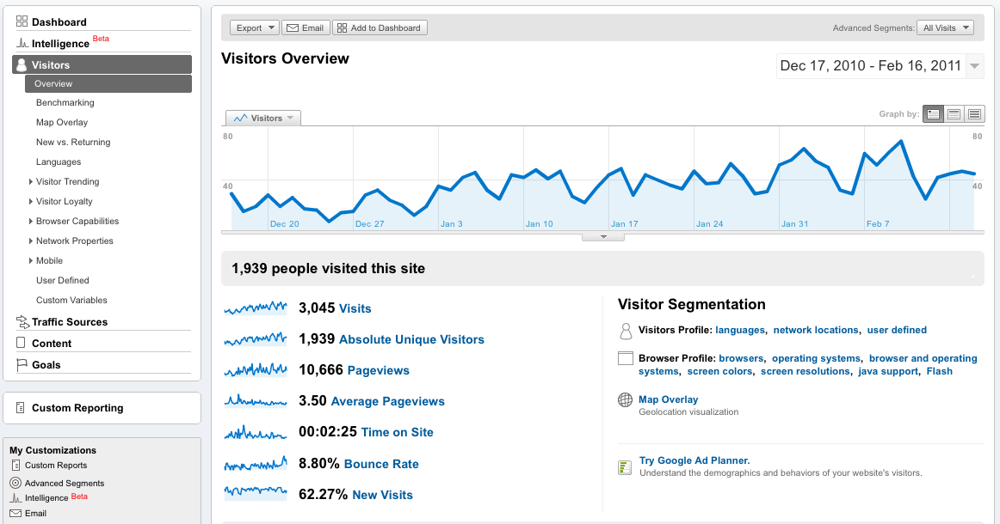 Dashboard
Intelligence Beta
Visitors
Overview
Benchmarking
Map Overlay
New vs. Returning
Languages
Visitor Trending
Visitor Loyalty
Browser Capabilities
Network Properties
Mobile
User Defined
Custom Variables
Traffic Sources
Content
Goals
Custom Reporting
My Customizations
Custom Reports
Advanced Segments
Intelligence Beta
Email
Export Email Add to Dashboard Advanced Segments: All Visits
Visitors Overview
Dec 17, 2010 - Feb 16, 2011
Visitors Graph by:
80 80
40 40
Dec 20 Dec 27 Jan 3 Jan 10 Jan 17 Jan 24 Jan 31 Feb 7
1,939 people visited this site
3,045 Visits
1,939 Absolute Unique Visitors
10,666 Pageviews
3.50 Average Pageviews
00:02:25 Time on Site
8.80% Bounce Rate
62.27% New Visits
Visitor Segmentation
Visitors Profile: languages, network locations, user defined
Browser Profile: browsers, operating systems, browser and operating
systems, screen colors, screen resolutions, java support, Flash
Map Overlay
Geolocation visualization
Try Google Ad Planner.
Understand the demographics and behaviors of your website's visitors.